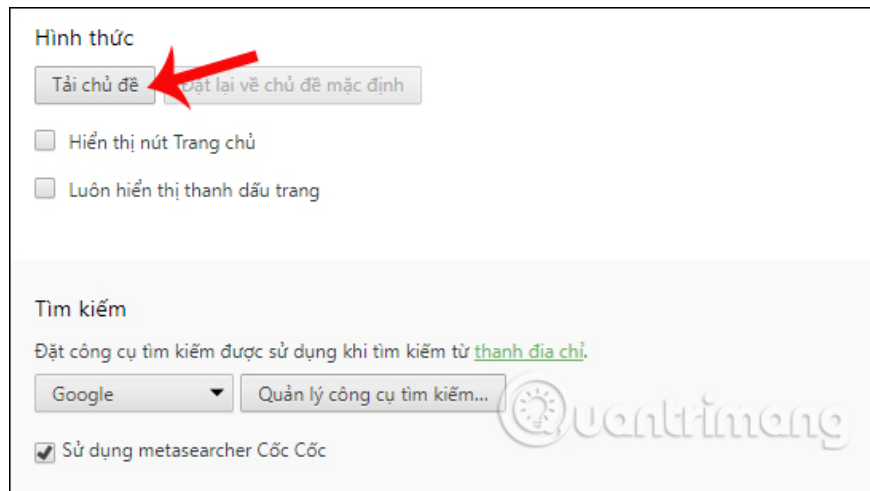 Hình thức
Tải chủ đề Đặt lại về chủ đề mặc định
Hiển thị nút Trang chủ
Luôn hiển thị thanh dấu trang
Tìm kiếm
Đặt công cụ tìm kiếm được sử dụng khi tìm kiếm từ thanh địa chỉ.
Google Quản lý công cụ tìm kiếm...
Quantrimang
Sử dụng metasearcher Cốc Cốc